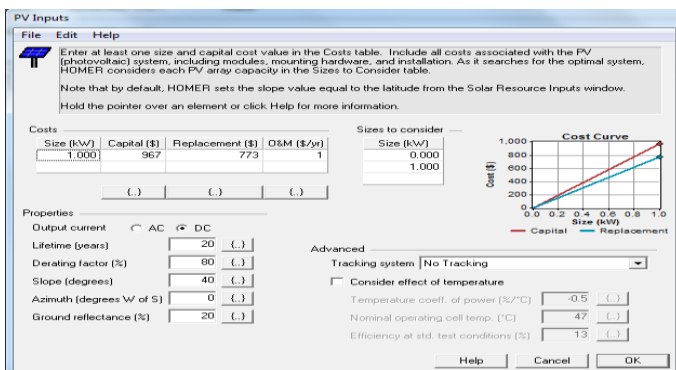 PV Inputs
File Edit Help
Enter at least one size and capital cost value in the Costs table. Include all costs associated with the PV
(photovoltaic) system, including modules, mounting hardware, and installation. As it searches for the optimal system,
HOMER considers each PV array capacity in the Sizes to Consider table.
Note that by default, HOMER sets the slope value equal to the latitude from the Solar Resource Inputs window.
Hold the pointer over an element or click Help for more information.
Costs
Size (kW) Capital ($) Replacement ($) O&M ($/yr)
1.000 967 773 1
{..} {..} {..}
Sizes to consider
Size (kW)
0.000
1.000
Cost Curve
1,000
800
600
400
200
0
Cost ($)
0.0 0.2 0.4 0.6 0.8 1.0
Size (kW)
Capital Replacement
Properties
Output current AC DC
Lifetime (years) 20 {..}
Derating factor (%) 80 {..}
Slope (degrees) 40 {..}
Azimuth (degrees W of S) 0 {..}
Ground reflectance (%) 20 {..}
Advanced
Tracking system No Tracking
Consider effect of temperature
Temperature coeff. of power (%/°C) -0.5 {..}
Nominal operating cell temp. (°C) 47 {..}
Efficiency at std. test conditions (%) 13 {..}
Help Cancel OK